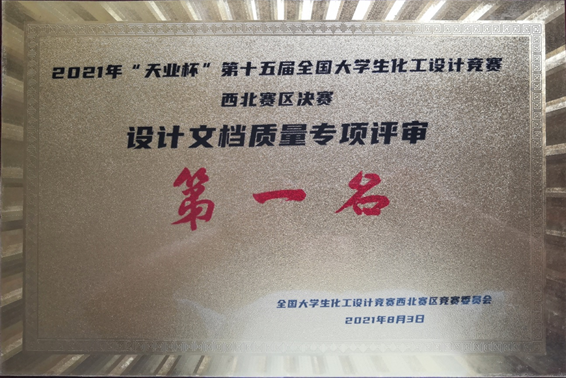 2021年“天业杯”第十五届全国大学生化工设计竞赛
西北赛区决赛
设计文档质量专项评审
第一名
全国大学生化工设计竞赛西北赛区竞赛委员会
2021年8月3日